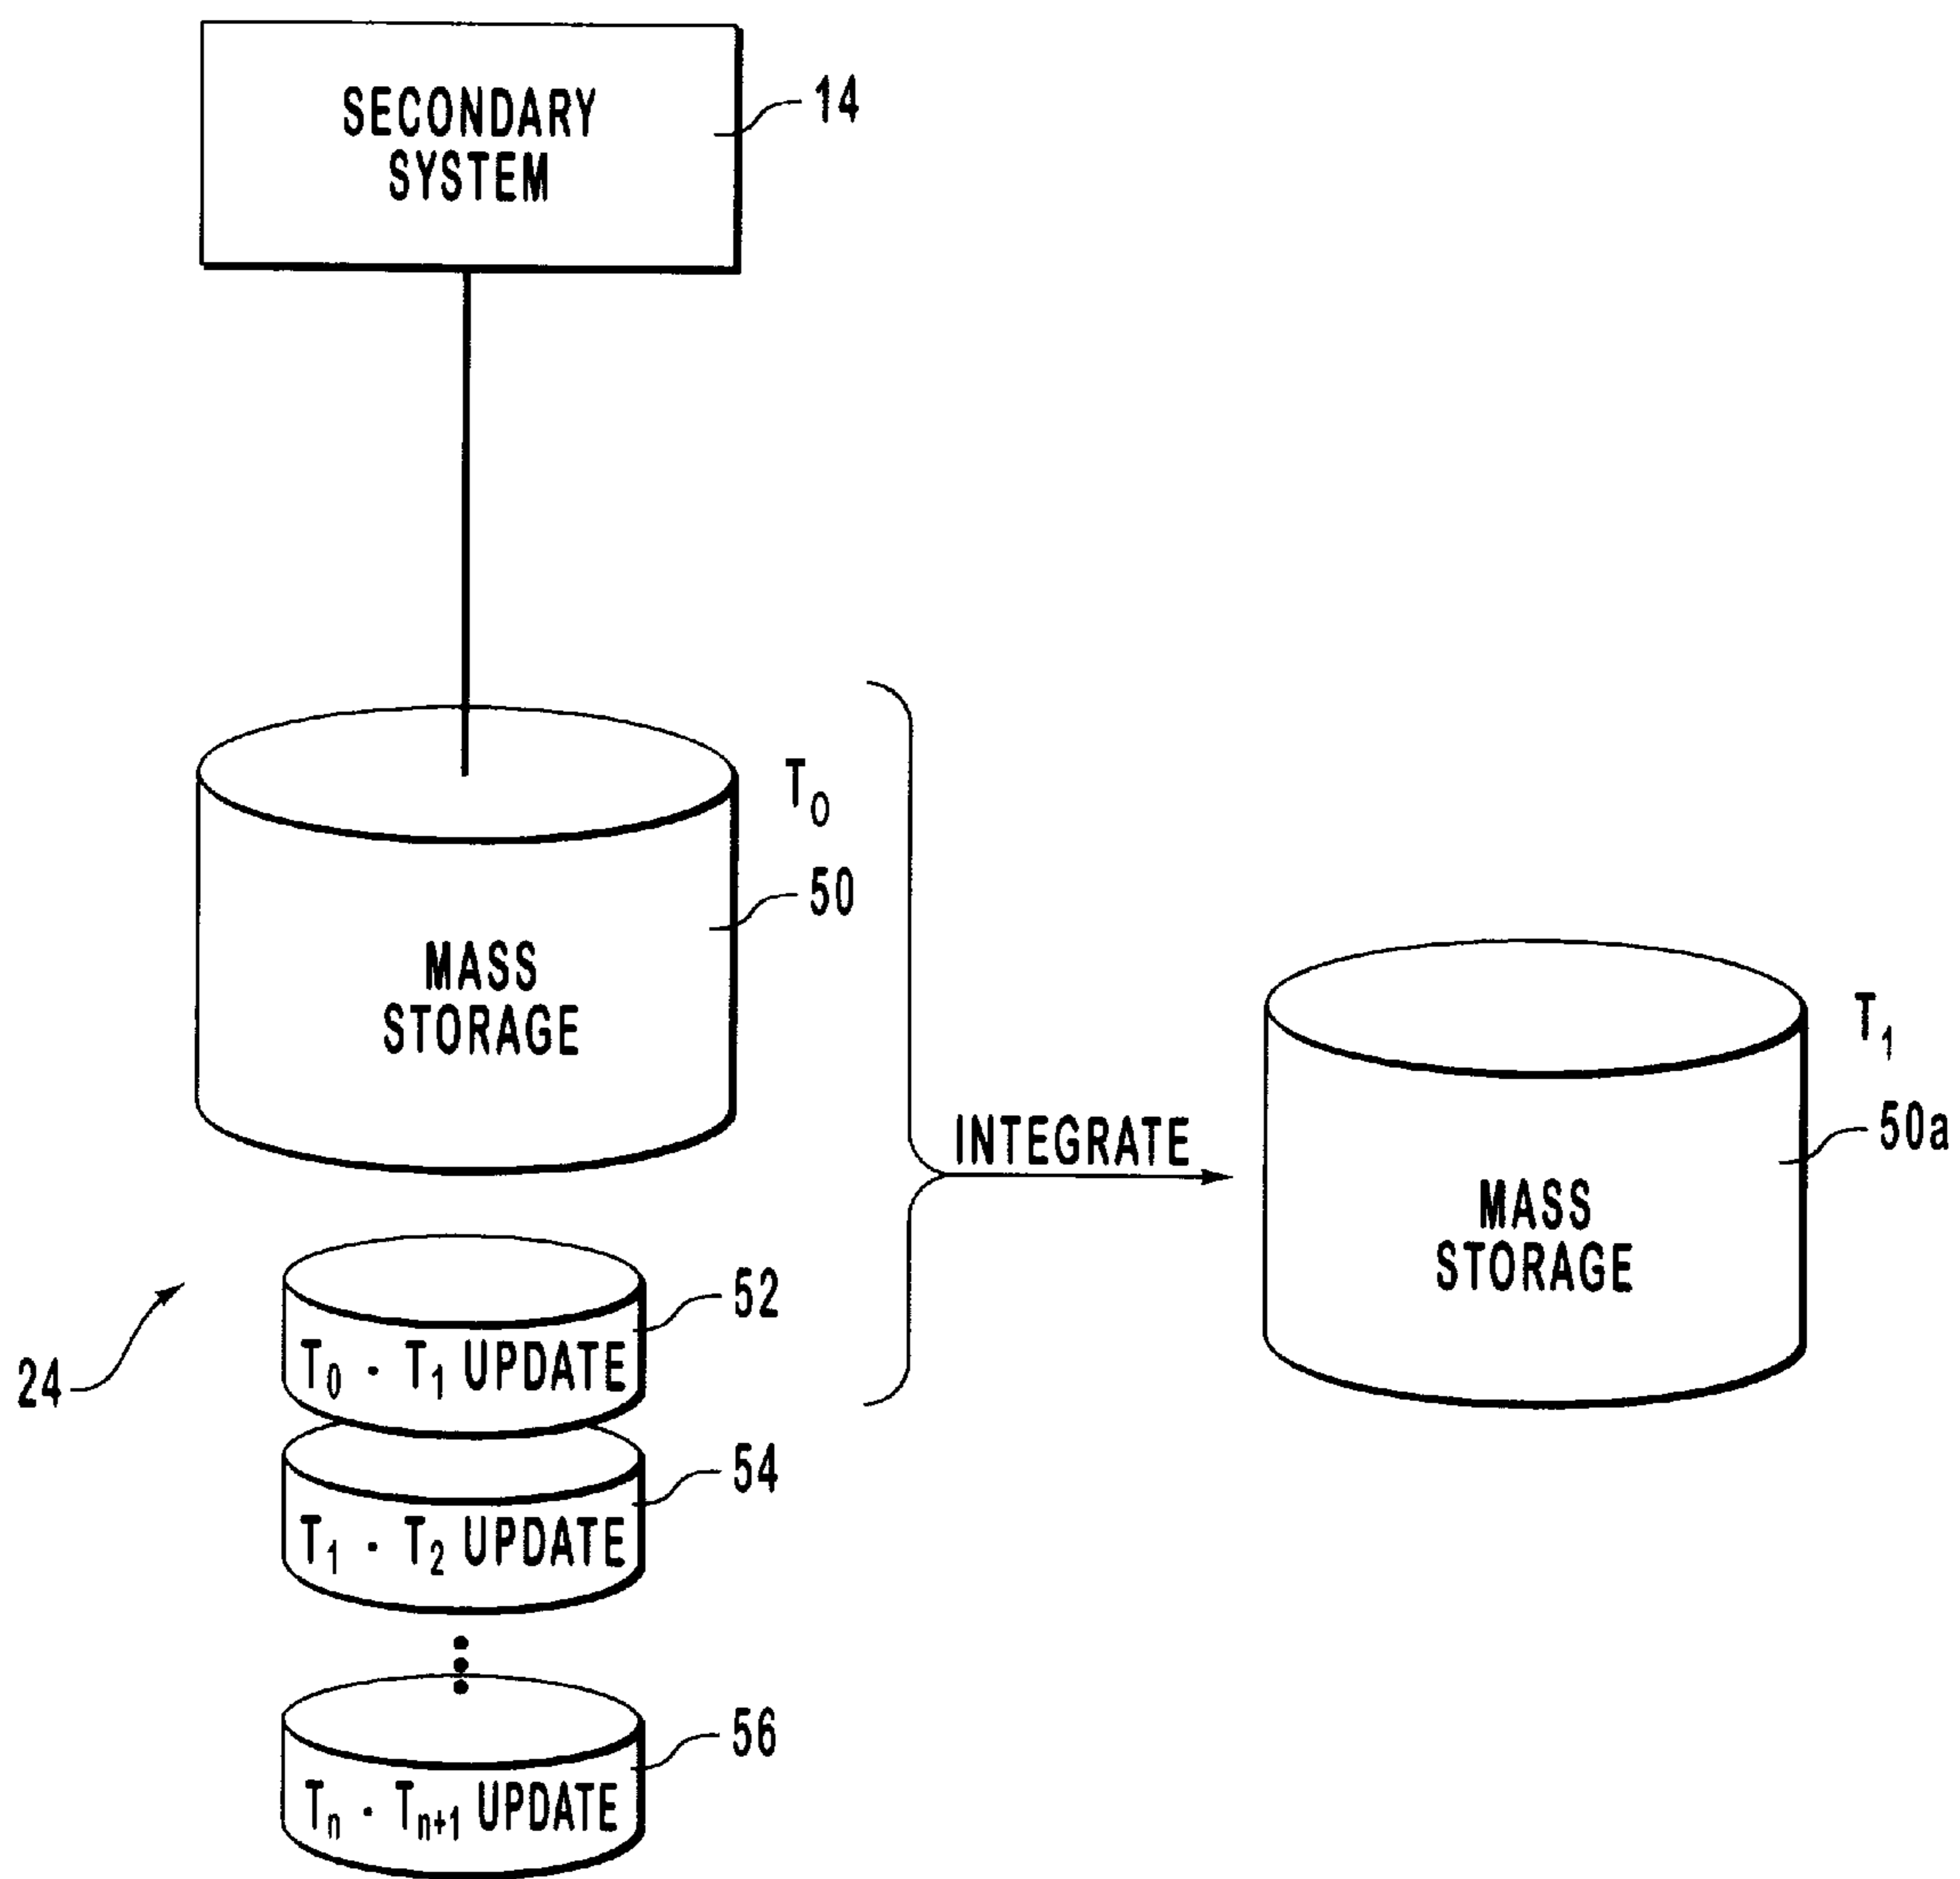 SECONDARY
SYSTEM
14
T₀
50
MASS
STORAGE
T₁
50a
INTEGRATE
MASS
STORAGE
52
T₀ · T₁ UPDATE
24
54
T₁ · T₂ UPDATE
56
Tₙ · Tₙ₊₁ UPDATE